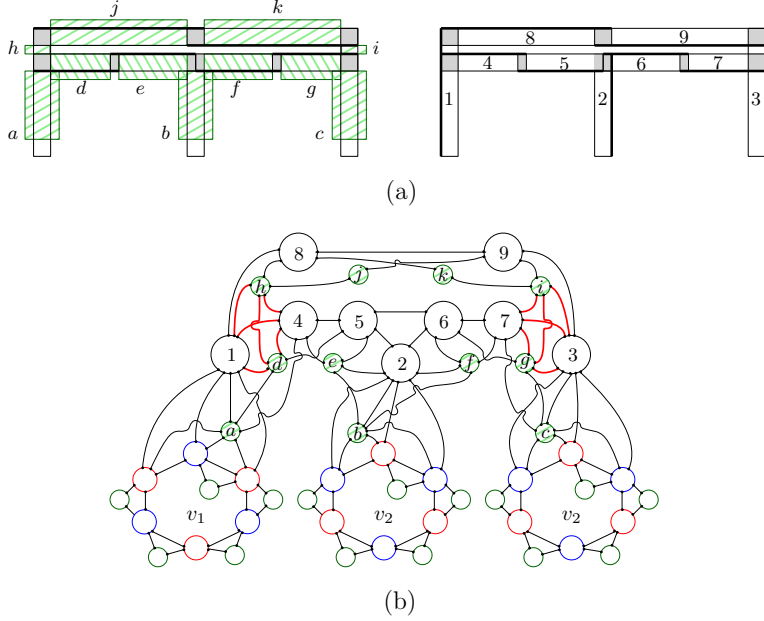 j k
h i
d e f g
a b c
8 9
4 5 6 7
1 2 3
(a)
8 9
h j k i
4 5 6 7
1 d e 2 f g 3
a b c
v1 v2 v2
(b)